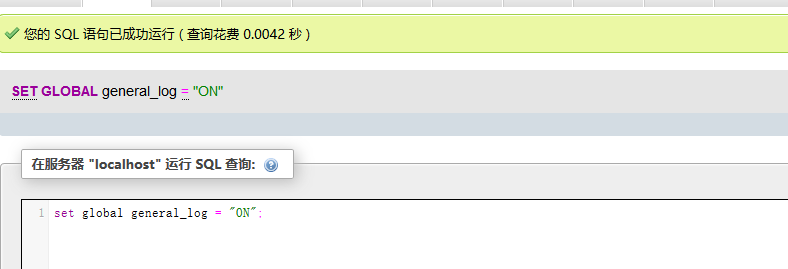 您的 SQL 语句已成功运行 ( 查询花费 0.0042 秒 )
SET GLOBAL general_log = "ON"
在服务器 "localhost" 运行 SQL 查询:
1 set global general_log = "ON";